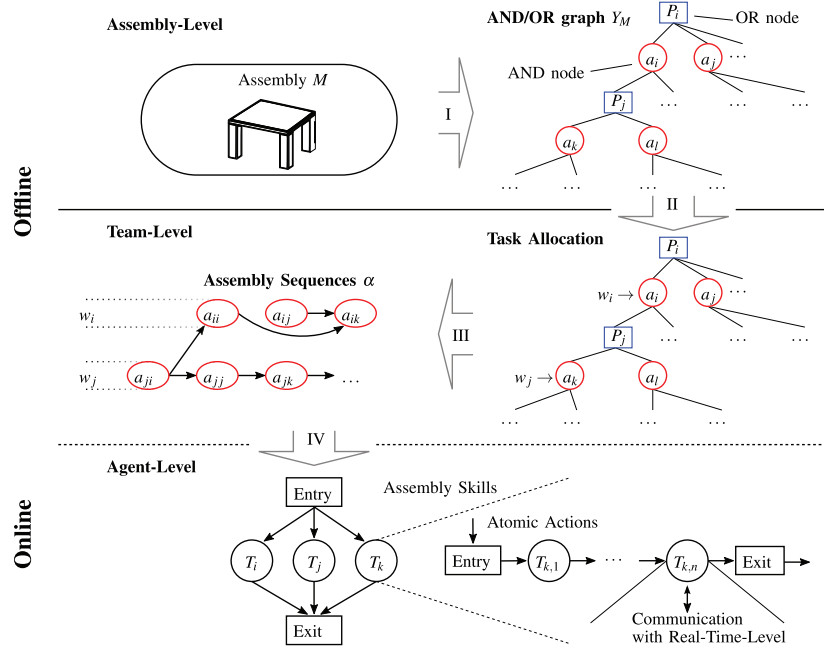 Offline
Online
Assembly-Level
Assembly M
I
AND/OR graph Y_M
P_i
OR node
AND node
a_i
a_j
...
P_j
...
...
a_k
a_l
...
...
...
II
Team-Level
Assembly Sequences α
w_i
a_ii
a_ij
a_ik
w_j
a_ji
a_jj
a_jk
...
III
Task Allocation
P_i
w_i →
a_i
a_j
...
P_j
...
...
w_j →
a_k
a_l
...
...
...
IV
Agent-Level
Entry
T_i
T_j
T_k
Exit
Assembly Skills
Atomic Actions
Entry
T_k,1
...
T_k,n
Exit
Communication
with Real-Time-Level